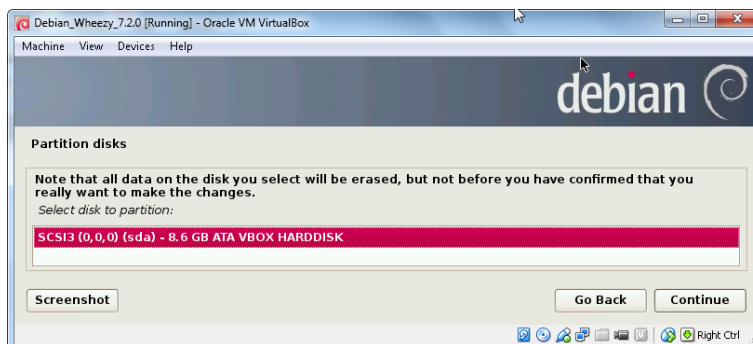 Debian_Wheezy_7.2.0 [Running] - Oracle VM VirtualBox
Machine View Devices Help
debian
Partition disks
Note that all data on the disk you select will be erased, but not before you have confirmed that you
really want to make the changes.
Select disk to partition:
SCSI3 (0,0,0) (sda) - 8.6 GB ATA VBOX HARDDISK
Screenshot Go Back Continue
Right Ctrl